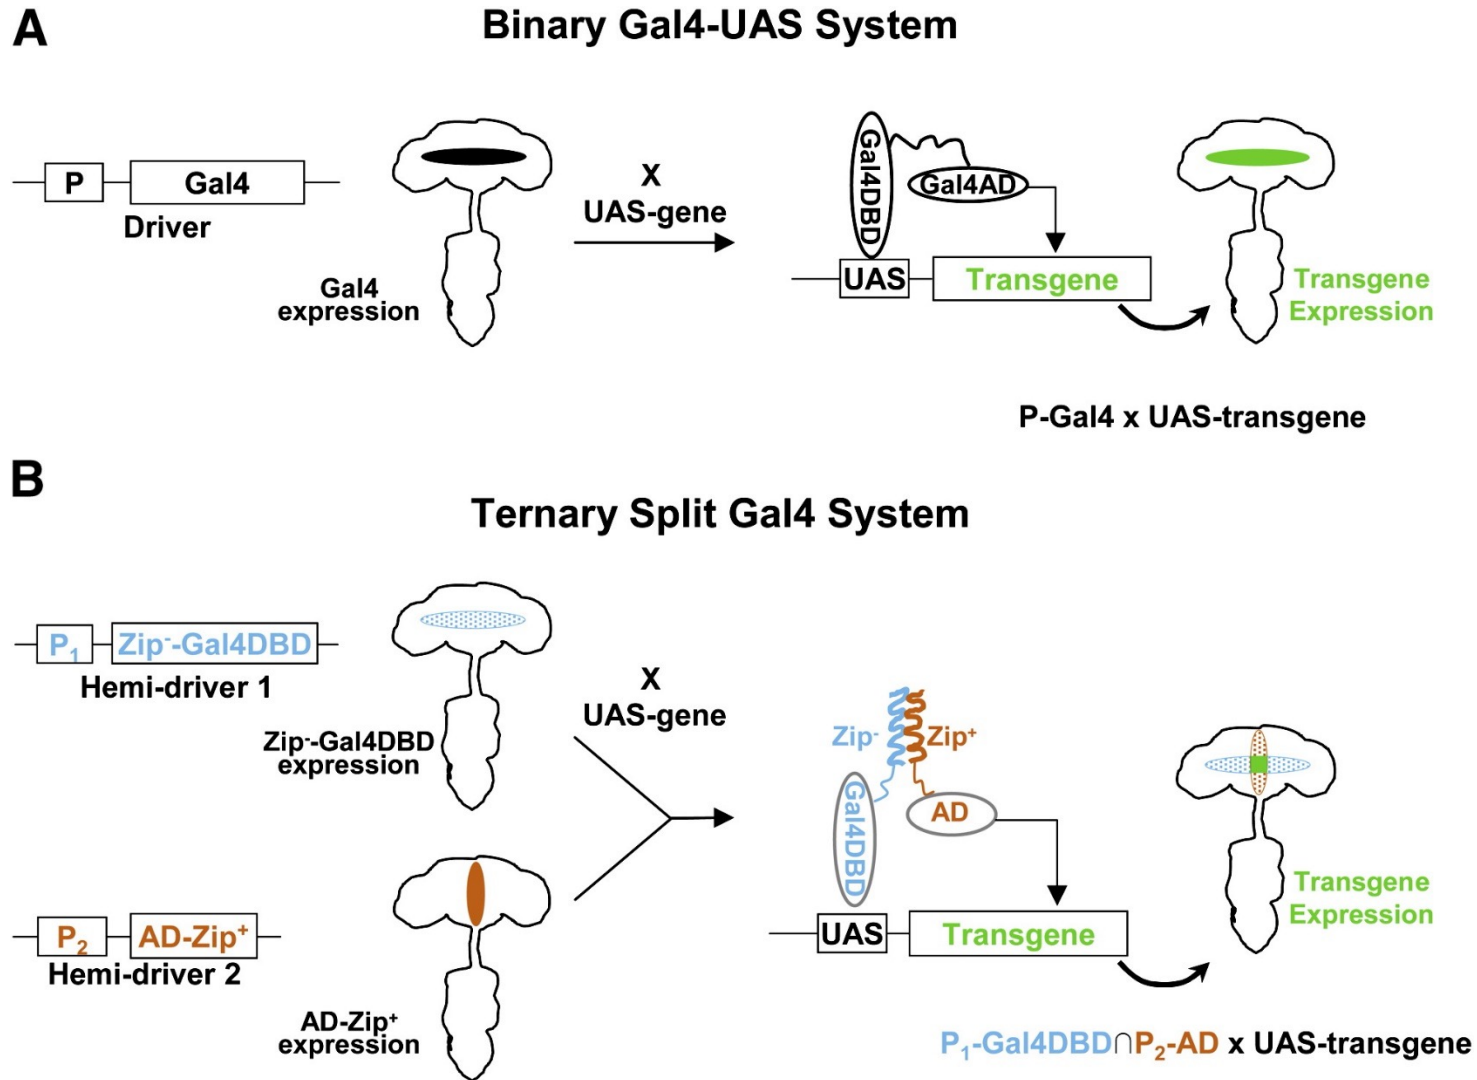 A
Binary Gal4-UAS System
P
Gal4
Driver
Gal4
expression
X
UAS-gene
Gal4DBD
Gal4AD
UAS
Transgene
Transgene
Expression
P-Gal4 x UAS-transgene
B
Ternary Split Gal4 System
P₁
Zip⁻-Gal4DBD
Hemi-driver 1
Zip⁻-Gal4DBD
expression
X
UAS-gene
P₂
AD-Zip⁺
Hemi-driver 2
AD-Zip⁺
expression
Zip⁻
Zip⁺
Gal4DBD
AD
UAS
Transgene
Transgene
Expression
P₁-Gal4DBD∩P₂-AD x UAS-transgene